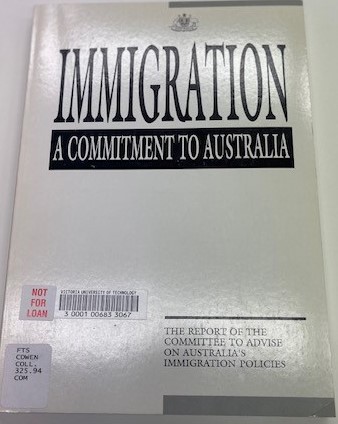 IMMIGRATION
A COMMITMENT TO AUSTRALIA
NOT
FOR
LOAN
VICTORIA UNIVERSITY OF TECHNOLOGY
3 0001 00683 3067
THE REPORT OF THE
COMMITTEE TO ADVISE
ON AUSTRALIA'S
IMMIGRATION POLICIES
FTS
COWEN
COLL.
325.94
COM